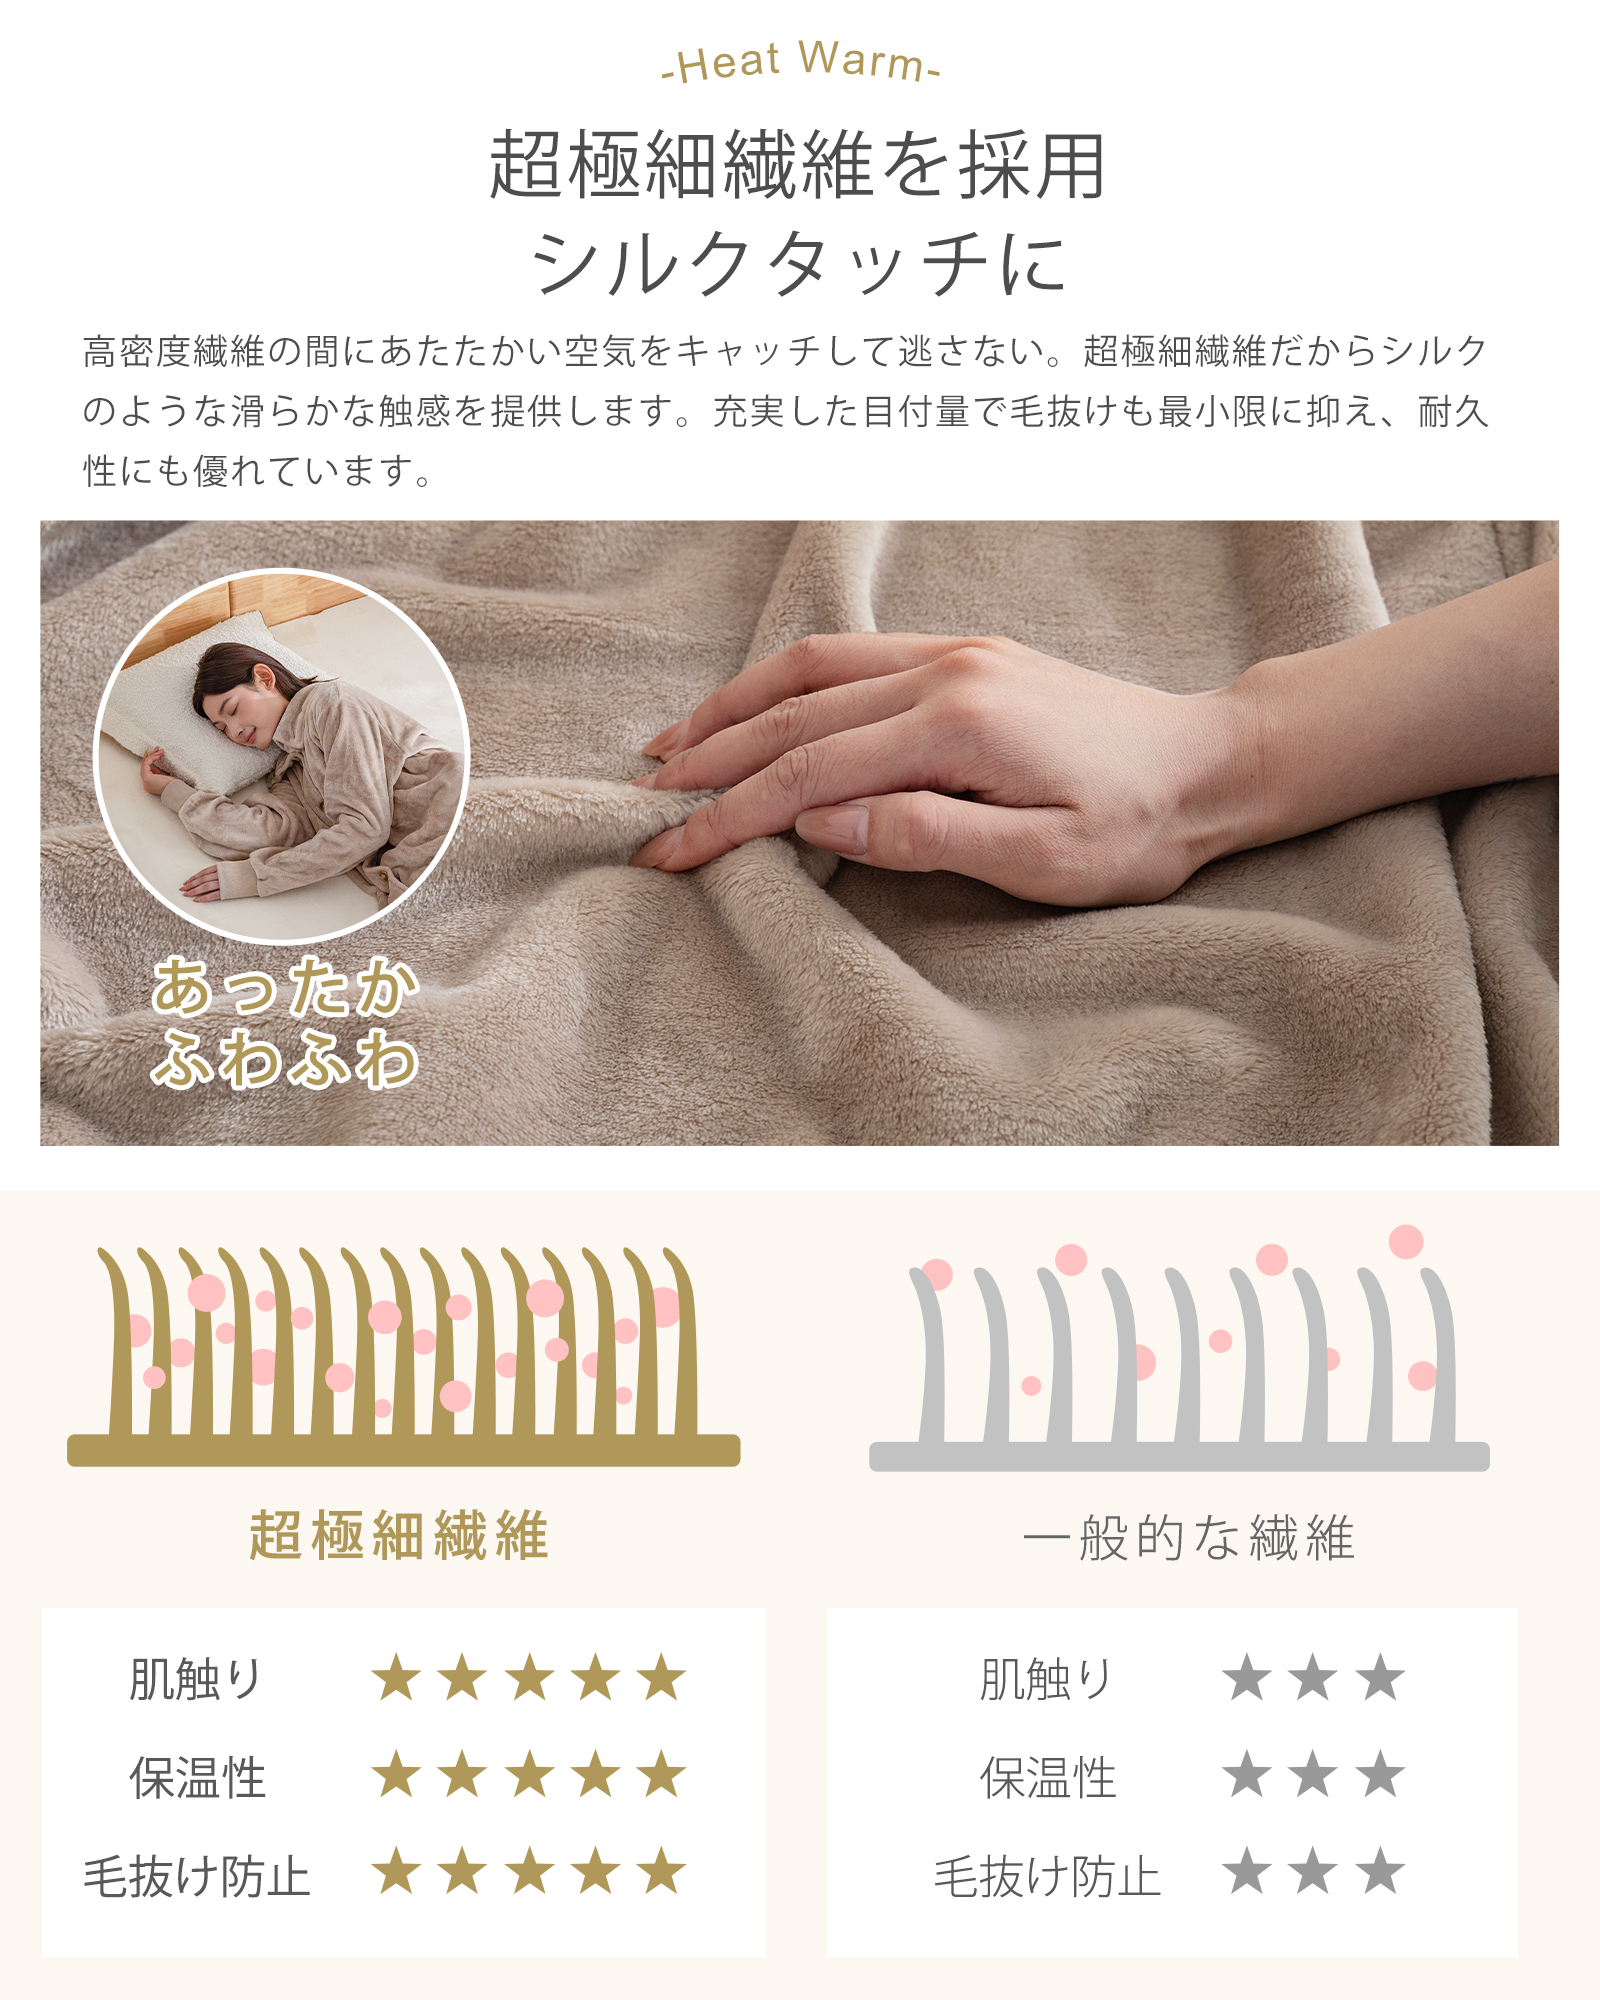 -Heat Warm-
超極細繊維を採用
シルクタッチに
高密度繊維の間にあたたかい空気をキャッチして逃さない。超極細繊維だからシルク
のような滑らかな触感を提供します。充実した目付量で毛抜けも最小限に抑え、耐久
性にも優れています。
あったか
ふわふわ
超極細繊維
一般的な繊維
肌触り ★★★★★
保温性 ★★★★★
毛抜け防止 ★★★★★
肌触り ★★★
保温性 ★★★
毛抜け防止 ★★★